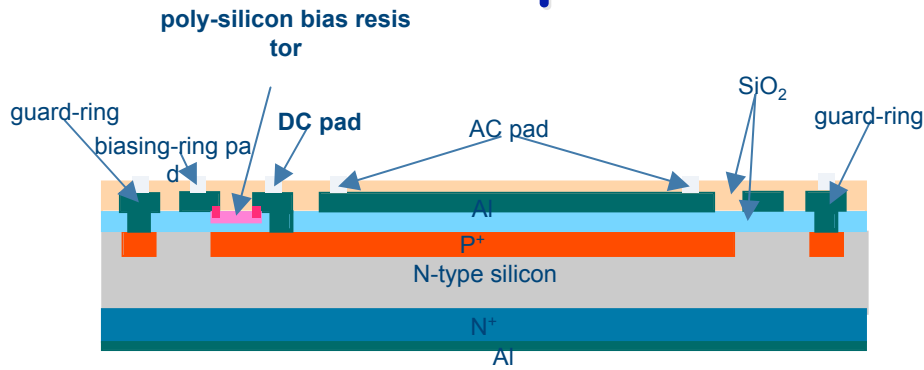 poly-silicon bias resis
tor
SiO₂
guard-ring
DC pad
AC pad
guard-ring
biasing-ring pa
d
Al
P⁺
N-type silicon
N⁺
Al